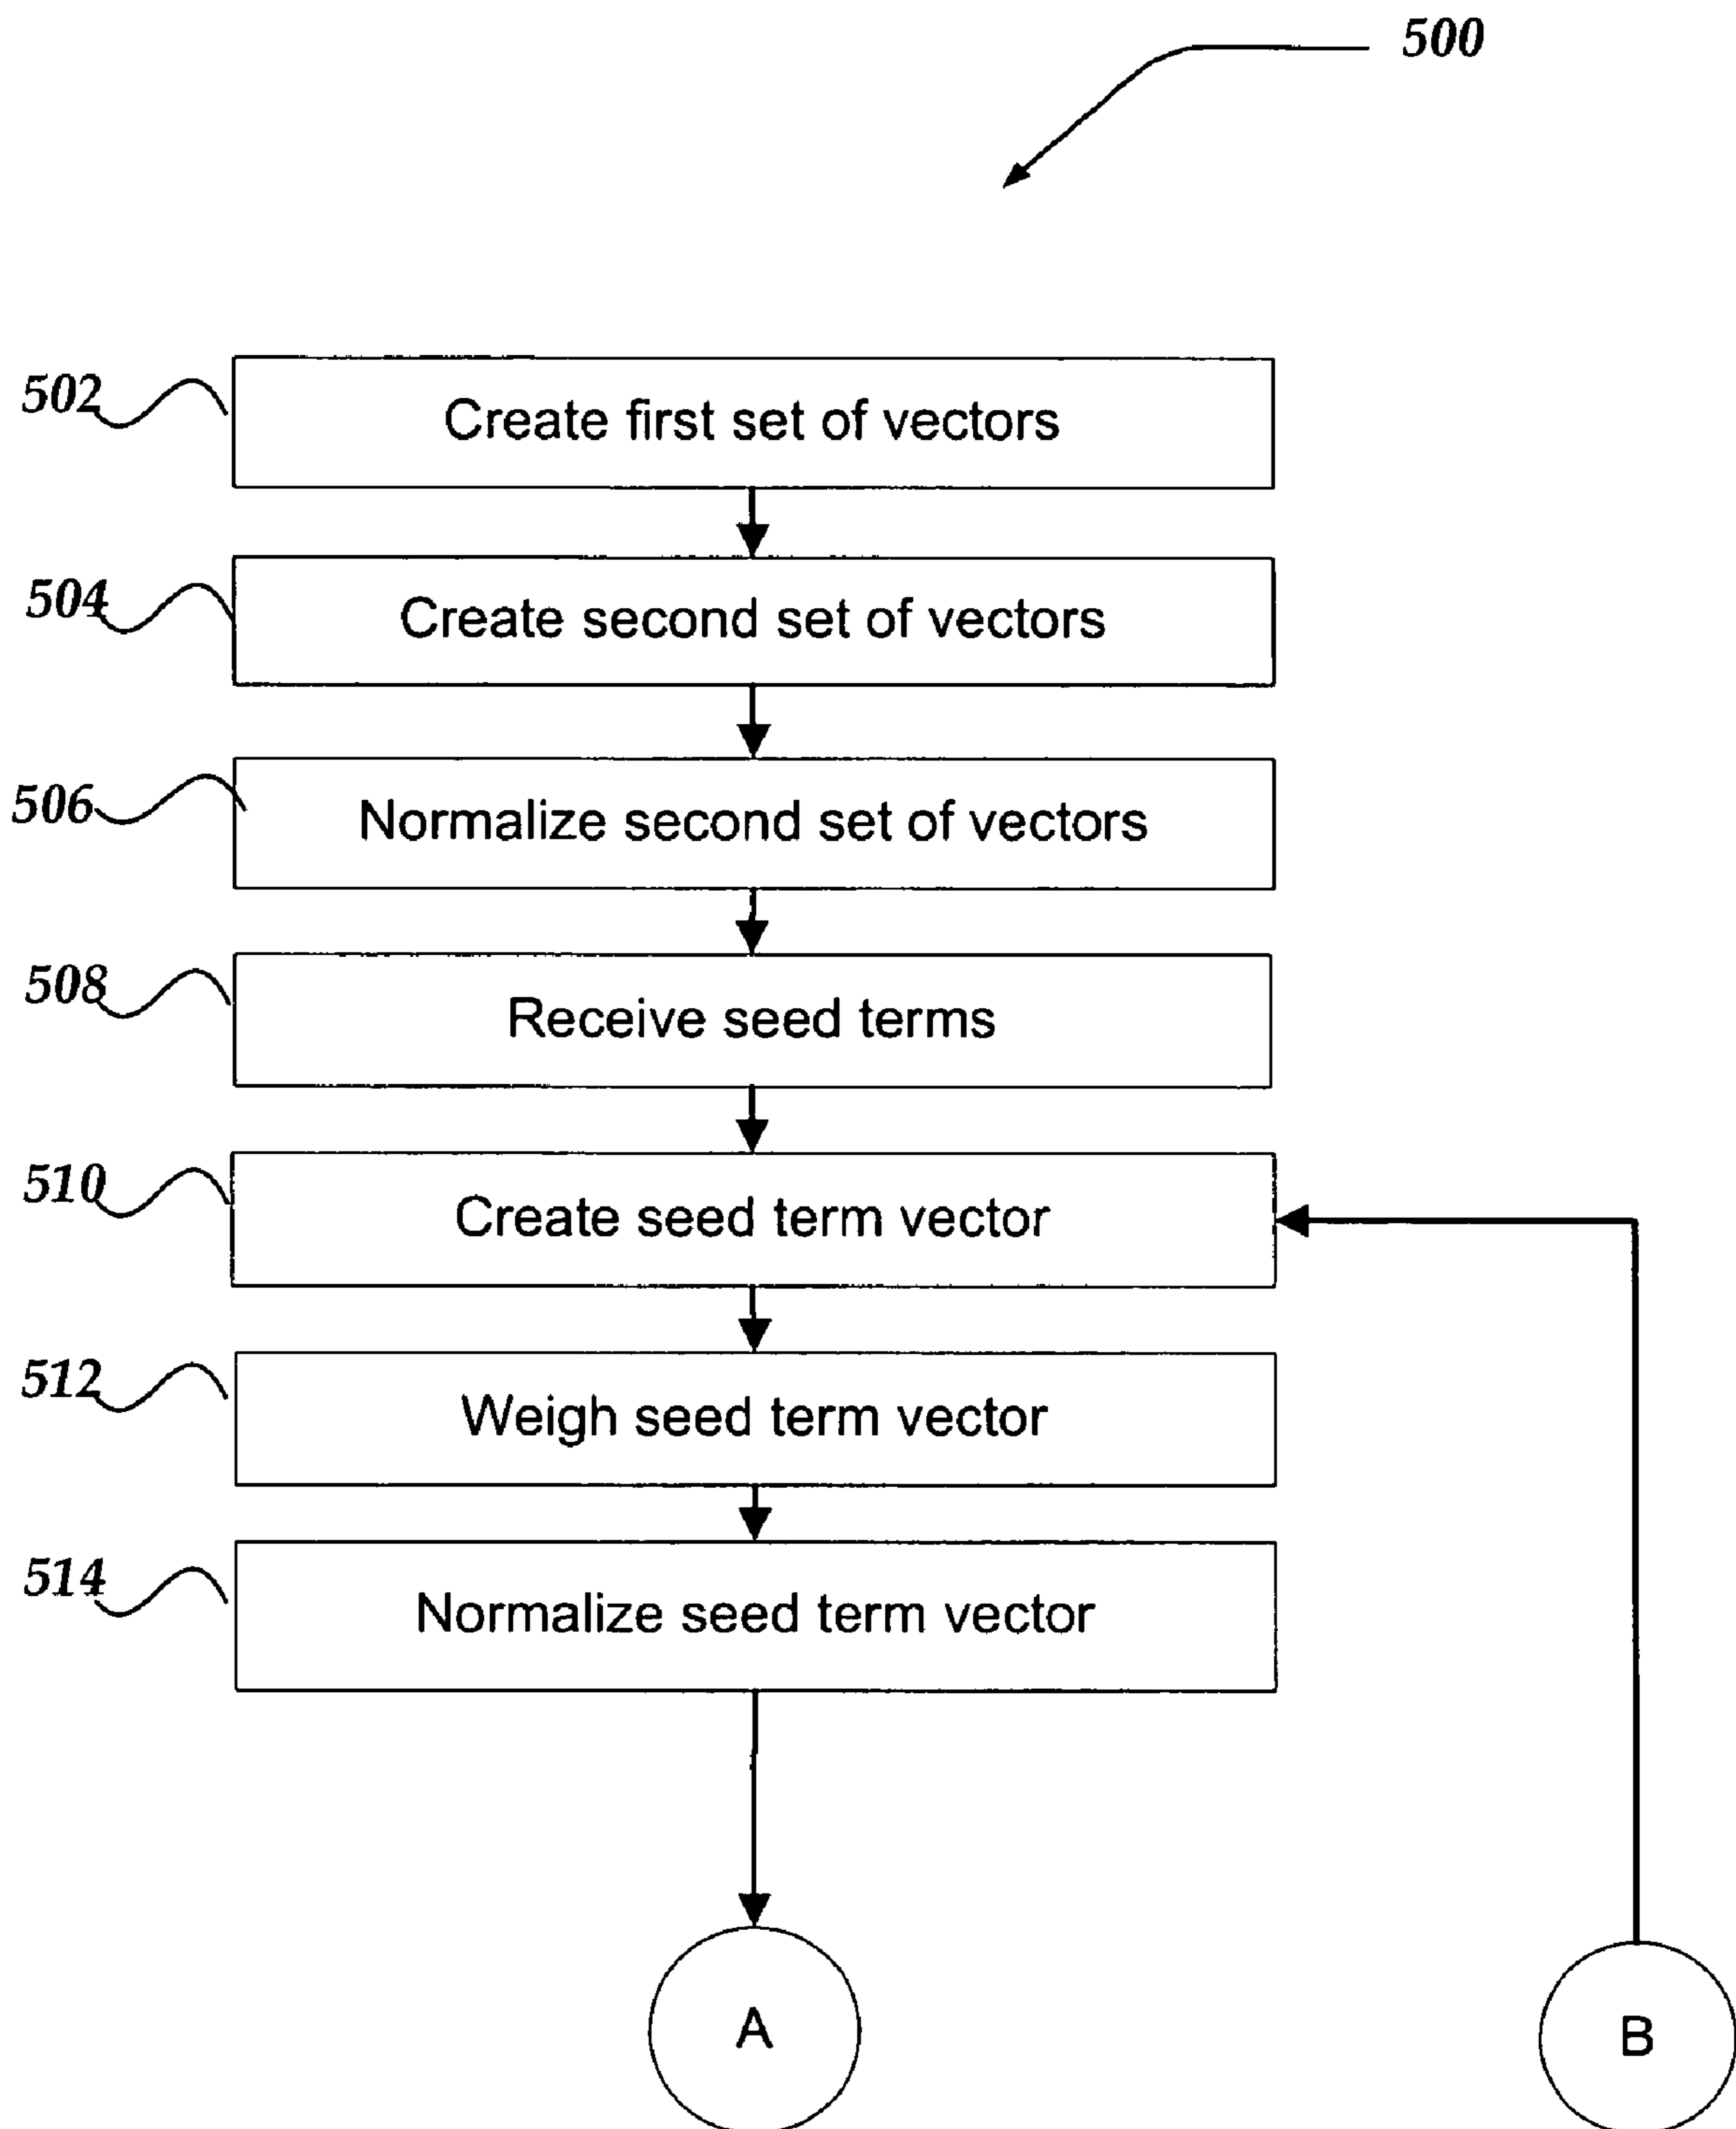 500
502
Create first set of vectors
504
Create second set of vectors
506
Normalize second set of vectors
508
Receive seed terms
510
Create seed term vector
512
Weigh seed term vector
514
Normalize seed term vector
A
B